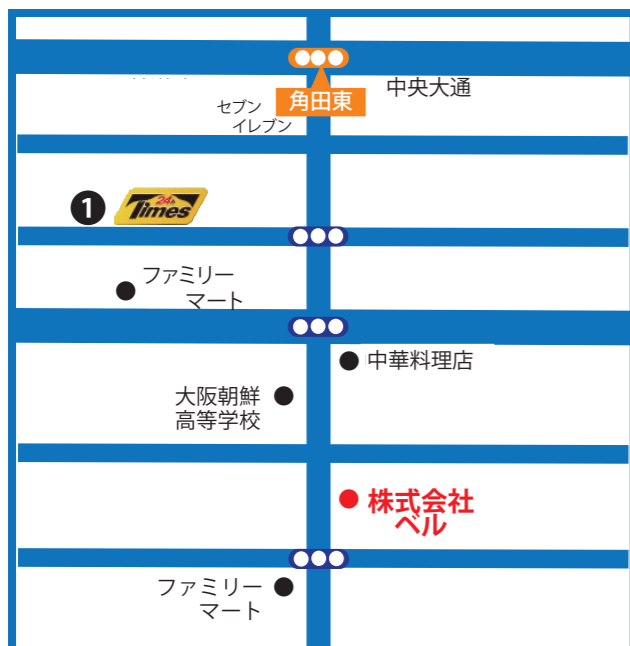 中央大通
角田東
セブン
イレブン
1
24h
Times
ファミリー
マート
中華料理店
大阪朝鮮
高等学校
株式会社
ベル
ファミリー
マート